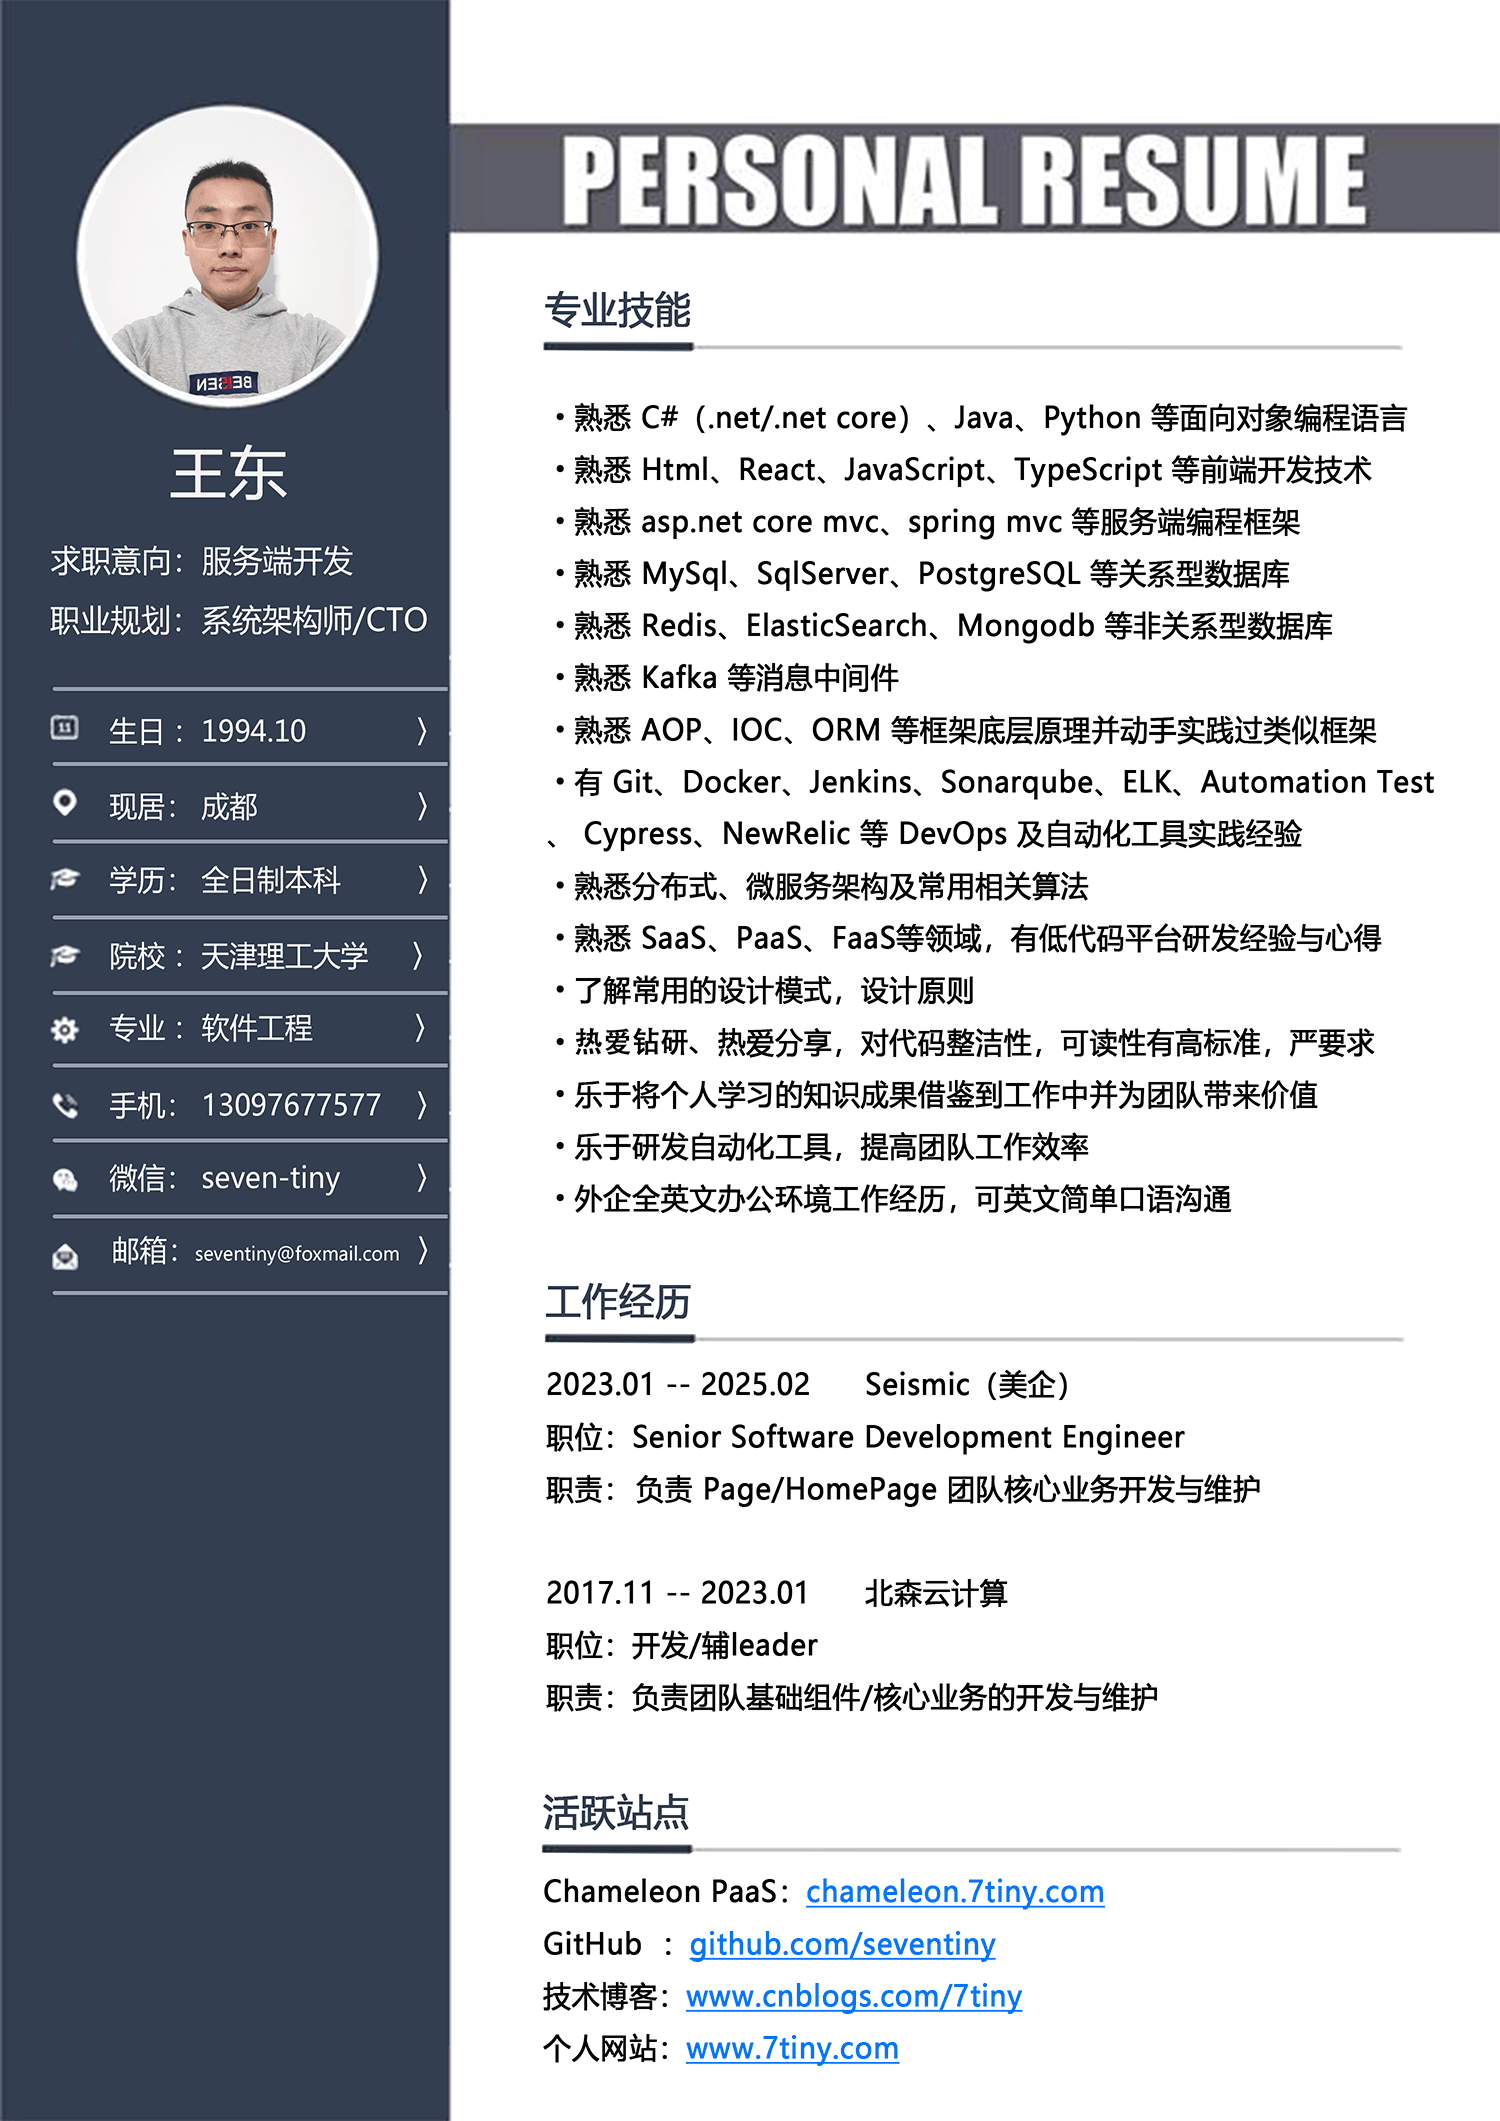 PERSONAL RESUME
王东
求职意向：服务端开发
职业规划：系统架构师/CTO
生日：1994.10 〉
现居：成都 〉
学历：全日制本科 〉
院校：天津理工大学 〉
专业：软件工程 〉
手机：13097677577 〉
微信：seven-tiny 〉
邮箱：seventiny@foxmail.com 〉
专业技能
·熟悉 C#（.net/.net core）、Java、Python 等面向对象编程语言
·熟悉 Html、React、JavaScript、TypeScript 等前端开发技术
·熟悉 asp.net core mvc、spring mvc 等服务端编程框架
·熟悉 MySql、SqlServer、PostgreSQL 等关系型数据库
·熟悉 Redis、ElasticSearch、Mongodb 等非关系型数据库
·熟悉 Kafka 等消息中间件
·熟悉 AOP、IOC、ORM 等框架底层原理并动手实践过类似框架
·有 Git、Docker、Jenkins、Sonarqube、ELK、Automation Test
、 Cypress、NewRelic 等 DevOps 及自动化工具实践经验
·熟悉分布式、微服务架构及常用相关算法
·熟悉 SaaS、PaaS、FaaS等领域，有低代码平台研发经验与心得
·了解常用的设计模式，设计原则
·热爱钻研、热爱分享，对代码整洁性，可读性有高标准，严要求
·乐于将个人学习的知识成果借鉴到工作中并为团队带来价值
·乐于研发自动化工具，提高团队工作效率
·外企全英文办公环境工作经历，可英文简单口语沟通
工作经历
2023.01 -- 2025.02 Seismic（美企）
职位：Senior Software Development Engineer
职责： 负责 Page/HomePage 团队核心业务开发与维护
2017.11 -- 2023.01 北森云计算
职位：开发/辅leader
职责：负责团队基础组件/核心业务的开发与维护
活跃站点
Chameleon PaaS：chameleon.7tiny.com
GitHub ：github.com/seventiny
技术博客：www.cnblogs.com/7tiny
个人网站：www.7tiny.com